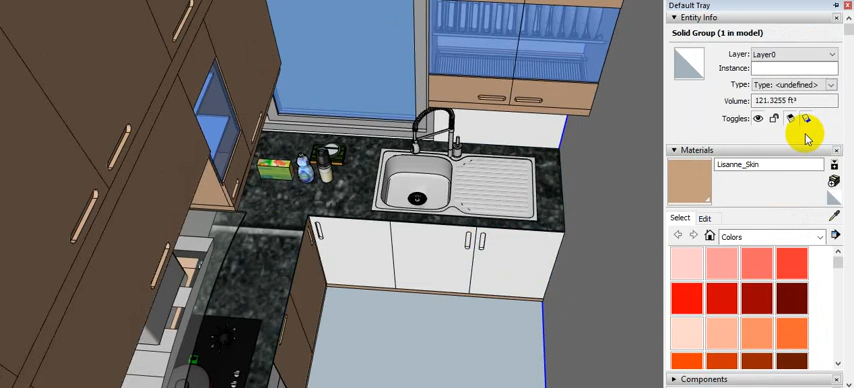 Default Tray
Entity Info
Solid Group (1 in model)
Layer: Layer0
Instance:
Type: Type: <undefined>
Volume: 121.3255 ft³
Toggles:
Materials
Lisanne_Skin
Select Edit
Colors
Components